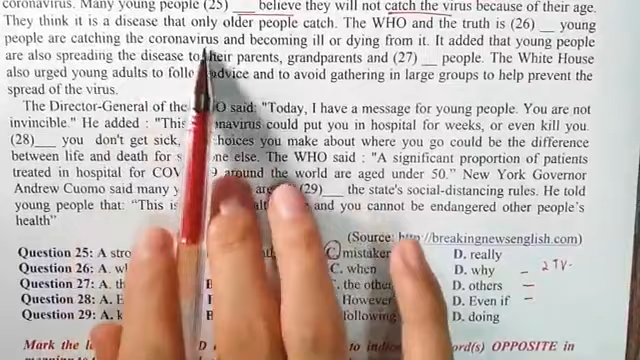 coronavirus. Many young people (25) ___ believe they will not catch the virus because of their age.
They think it is a disease that only older people catch. The WHO and the truth is (26) __ young
people are catching the coronavirus and becoming ill or dying from it. It added that young people
are also spreading the disease to their parents, grandparents and (27) __ people. The White House
also urged young adults to follo advice and to avoid gathering in large groups to help prevent the
spread of the virus.
The Director-General of the O said: "Today, I have a message for young people. You are not
invincible." He added : "This onavirus could put you in hospital for weeks, or even kill you.
(28)___ you don't get sick, choices you make about where you go could be the difference
between life and death for s one else. The WHO said : "A significant proportion of patients
treated in hospital for COV 9 around the world are aged under 50." New York Governor
Andrew Cuomo said many y are (29)___ the state's social-distancing rules. He told
young people that: "This is and you cannot be endangered other people's
health"
(Source: http://breakingnewsenglish.com)
Question 25: A stro C mistaken D. really
Question 26: A. w C. when D. why - 2TV-
Question 27: A. th B C. the other D. others -
Question 28: A. E B However D. Even if -
Question 29: A. k B following D. doing
Mark the l D to indic ord(s) OPPOSITE in